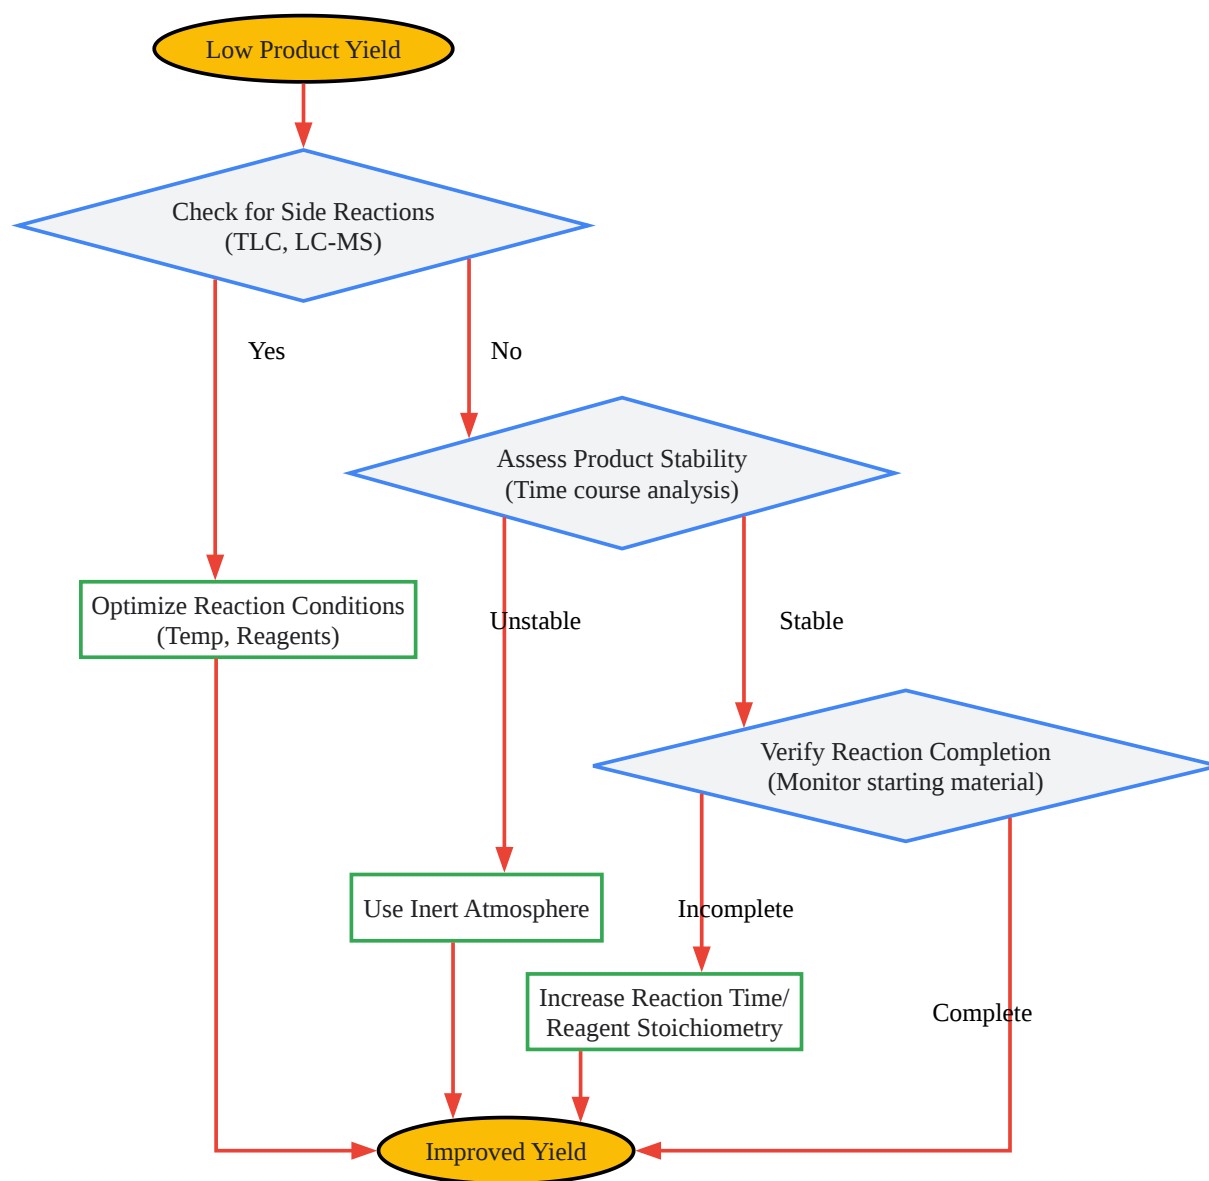 Low Product Yield
Check for Side Reactions
(TLC, LC-MS)
Yes
No
Assess Product Stability
(Time course analysis)
Optimize Reaction Conditions
(Temp, Reagents)
Unstable
Stable
Verify Reaction Completion
(Monitor starting material)
Use Inert Atmosphere
Incomplete
Increase Reaction Time/
Reagent Stoichiometry
Complete
Improved Yield